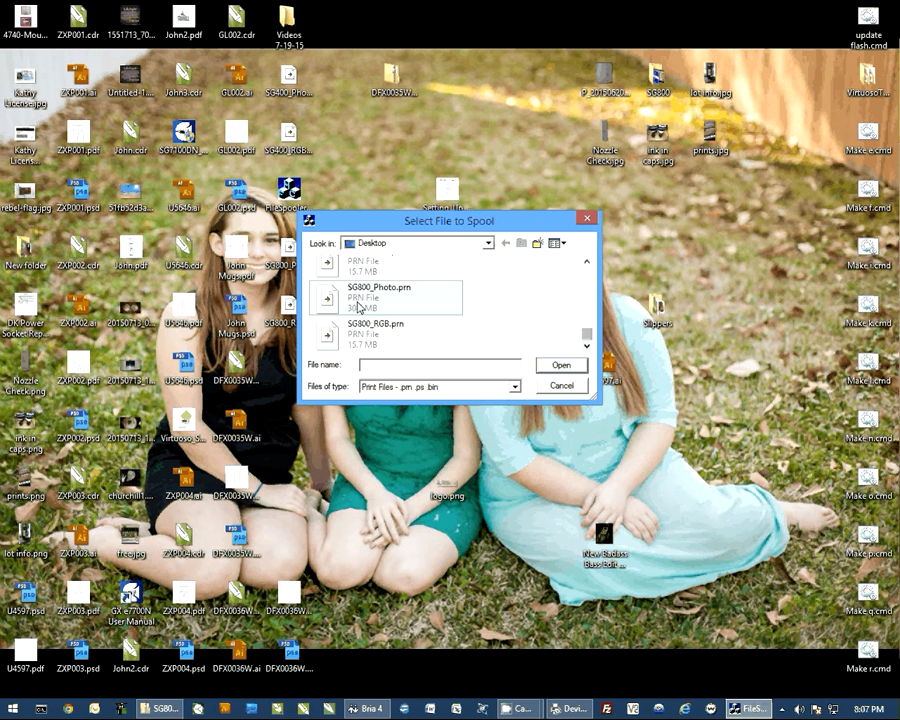 4740-Mou...
ZXP001.cdr
1551713_70...
John2.pdf
GL002.cdr
Videos
7-19-15
update
flash.cmd
Kathy
License.jpg
ZXP001.ai
Untitled-1....
John3.cdr
GL002.ai
SG400_Pho...
DFX0035W...
P_20150620...
SG800
lot info.jpg
VirtuosoT...
Kathy
Licens...
ZXP001.pdf
John.cdr
SG7100DN_...
GL002.pdf
SG400_RGB...
Nozzle
Check.jpg
ink in
caps.jpg
prints.jpg
Make e.cmd
rebel-flag.jpg
ZXP001.psd
51fb52d3a...
U5646.ai
GL002.psd
FileSpooler
Make f.cmd
Select File to Spool
Look in:
Desktop
PRN File
15.7 MB
SG800_Photo.prn
PRN File
SG800_RGB.prn
PRN File
15.7 MB
File name:
Open
Files of type:
Print Files - .prn .ps .bin
Cancel
New folder
ZXP002.cdr
John.pdf
U5646.cdr
John
Mugs.pdf
SG800_P
Make i.cmd
DK Power
Socket Rep...
ZXP002.ai
20150713_0...
U5646.pdf
John
Mugs.psd
SG800_R
Slippers
Make k.cmd
Nozzle
Check.png
ZXP002.pdf
20150713_1...
U5646.psd
DFX0035W...
Make l.cmd
ink in
caps.png
ZXP002.psd
20150713_1...
Virtuoso_S...
DFX0035W.ai
Make n.cmd
prints.png
ZXP003.cdr
churchill1....
ZXP004.ai
DFX0035W...
logo.png
Make o.cmd
lot info.png
ZXP003.ai
free.jpg
ZXP004.cdr
DFX0035W....
New Badass
Bass Edit ...
Make p.cmd
U4597.psd
ZXP003.pdf
GX e7700N
User Manual
ZXP004.pdf
DFX0036W...
DFX0036W...
Make q.cmd
U4597.pdf
ZXP003.psd
John2.cdr
ZXP004.psd
DFX0036W.ai
DFX0036W....
Make r.cmd
SG80...
Bria 4
Ca...
Devi...
FileS...
8:07 PM